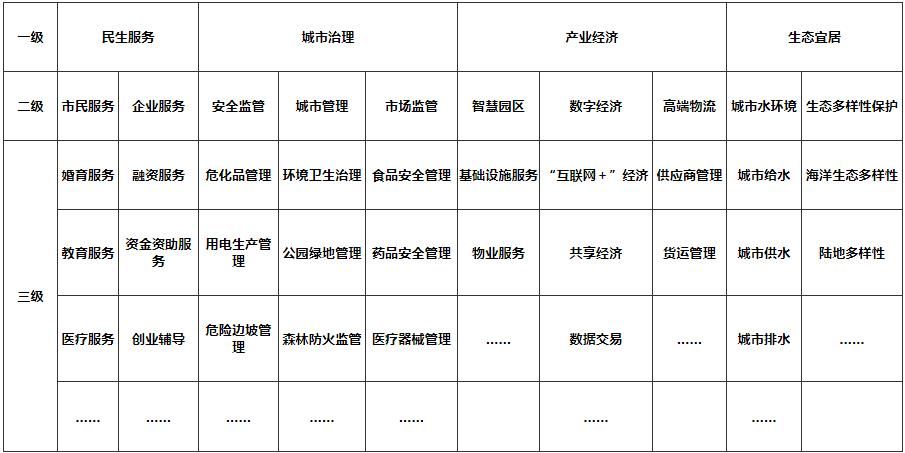 一级 民生服务 城市治理 产业经济 生态宜居
二级 市民服务 企业服务 安全监管 城市管理 市场监管 智慧园区 数字经济 高端物流 城市水环境 生态多样性保护
三级 婚育服务 融资服务 危化品管理 环境卫生治理 食品安全管理 基础设施服务 “互联网＋”经济 供应商管理 城市给水 海洋生态多样性
教育服务 资金资助服务 用电生产管理 公园绿地管理 药品安全管理 物业服务 共享经济 货运管理 城市供水 陆地多样性
医疗服务 创业辅导 危险边坡管理 森林防火监管 医疗器械管理 …… 数据交易 …… 城市排水 ……
…… …… …… …… …… …… ……